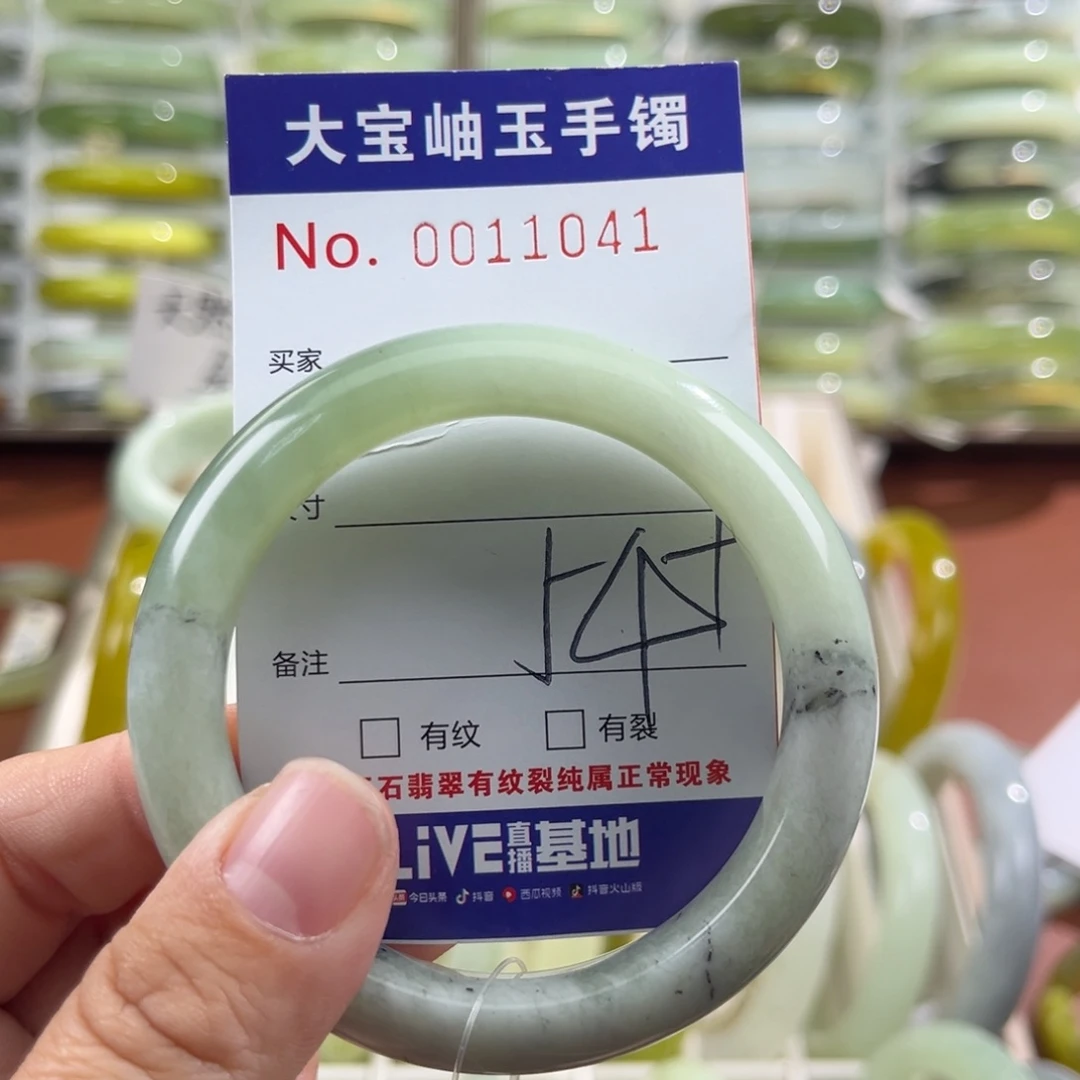 大宝岫玉手镯
No. 0011041
买家
寸
备注
有纹 有裂
石翡翠有纹裂纯属正常现象
LiVE直播基地
今日头条 抖音 西瓜视频 抖音火山版